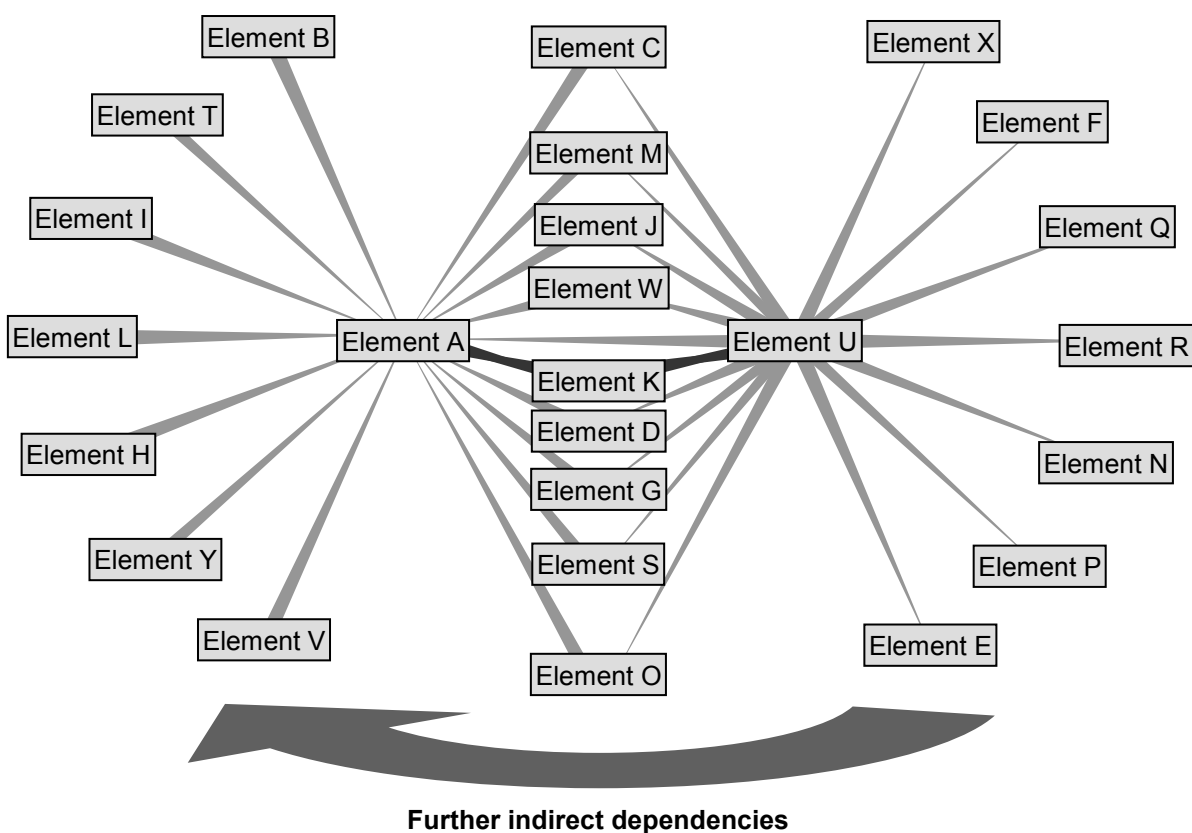 Element B
Element C
Element X
Element T
Element F
Element M
Element I
Element J
Element Q
Element W
Element L
Element A
Element U
Element R
Element K
Element D
Element H
Element N
Element G
Element Y
Element S
Element P
Element V
Element E
Element O
Further indirect dependencies